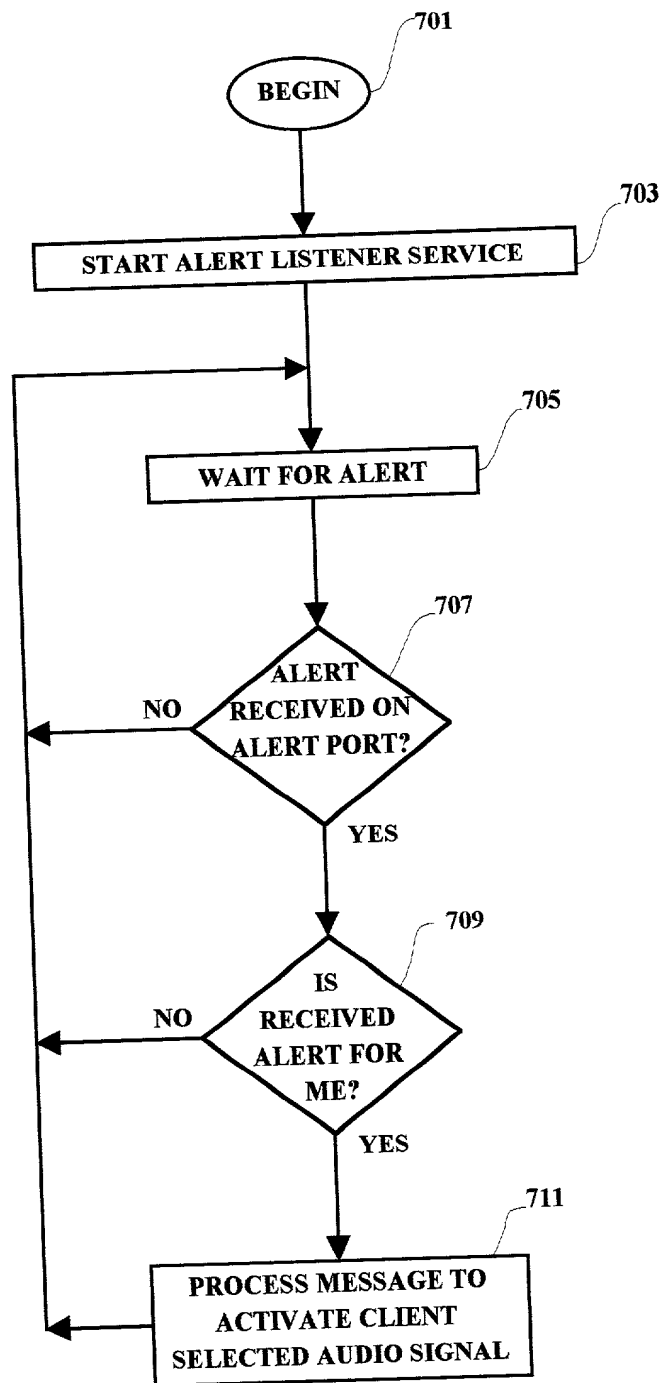 701
BEGIN
703
START ALERT LISTENER SERVICE
705
WAIT FOR ALERT
707
ALERT
RECEIVED ON
ALERT PORT?
NO
YES
709
IS
RECEIVED
ALERT FOR
ME?
NO
YES
711
PROCESS MESSAGE TO
ACTIVATE CLIENT
SELECTED AUDIO SIGNAL